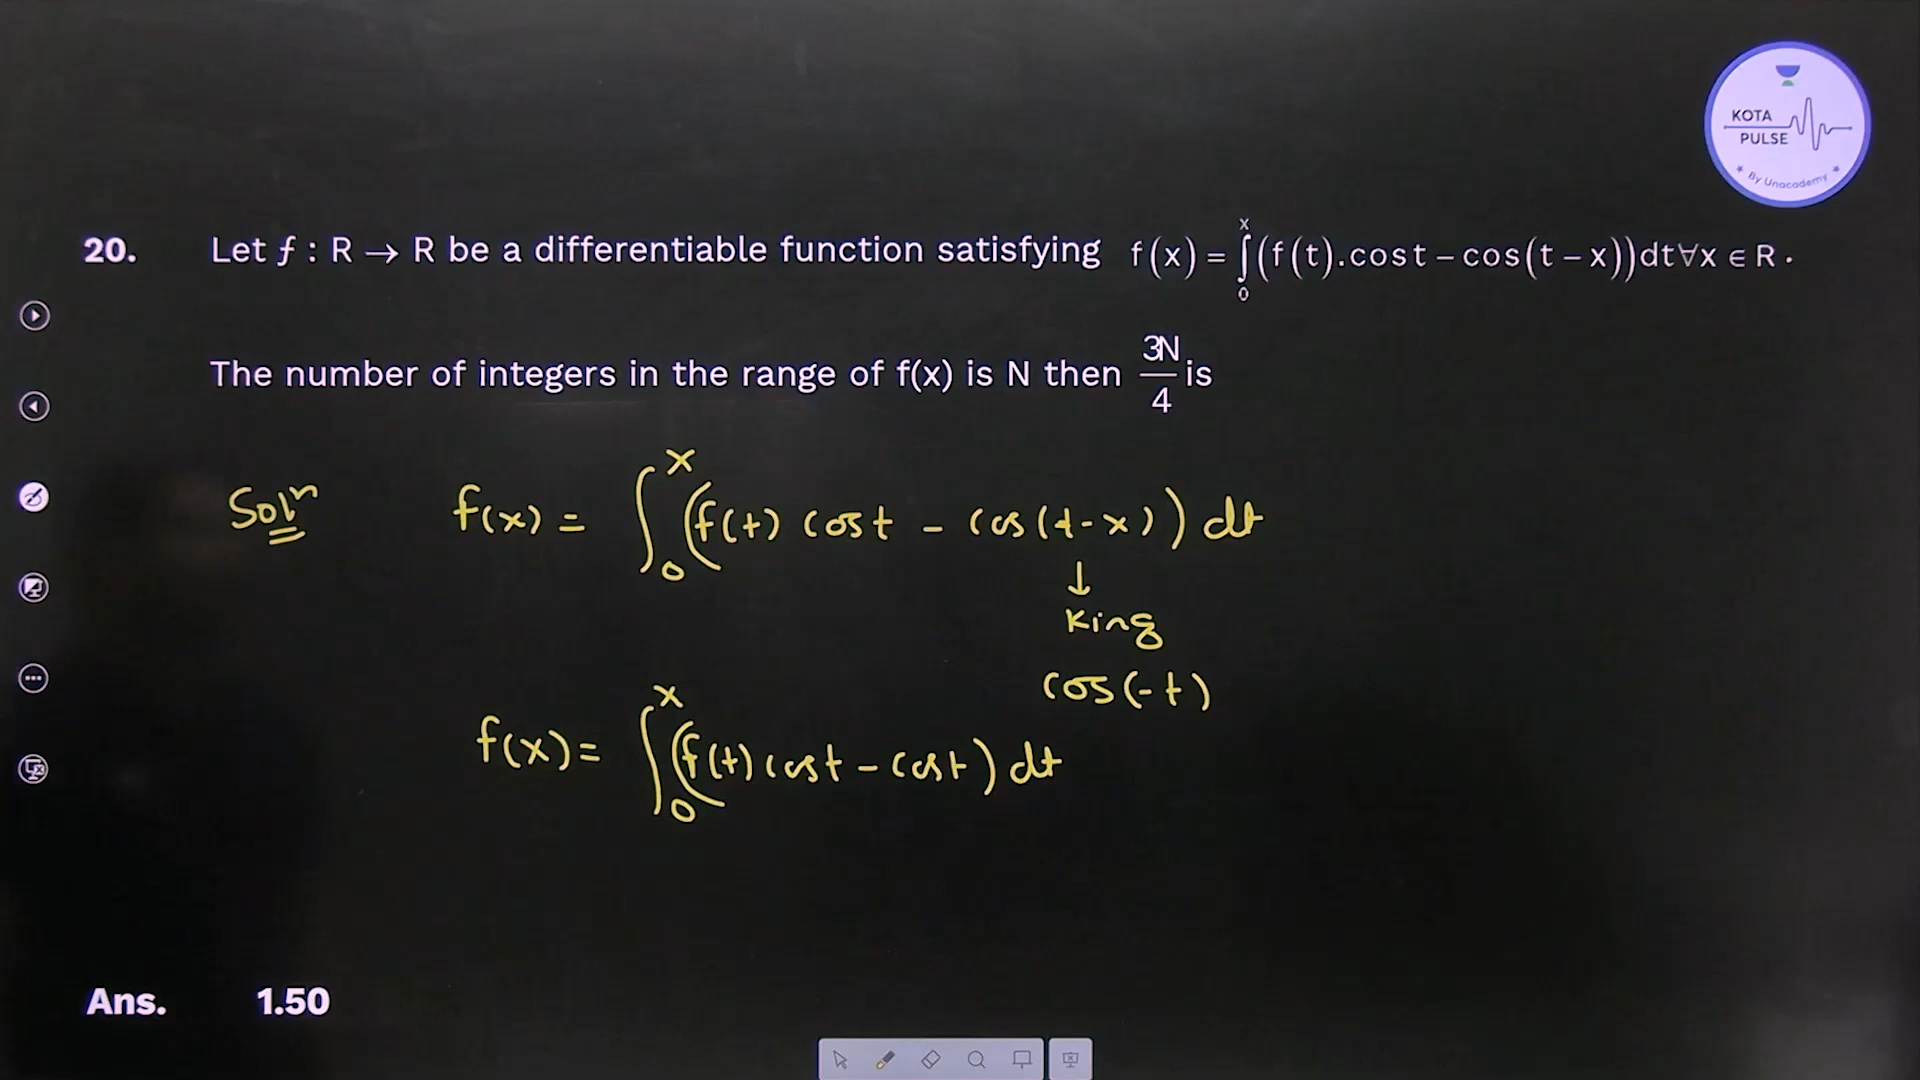 KOTA
PULSE
★ By Unacademy ★
20. Let f : R → R be a differentiable function satisfying f(x) = ∫₀ˣ (f(t).cos t − cos(t − x))dt ∀x ∈ R .
The number of integers in the range of f(x) is N then 3N/4 is
Solⁿ f(x) = ∫₀ˣ (f(t) cos t - cos(t-x)) dt
↓
King
cos(-t)
f(x) = ∫₀ˣ (f(t) cost - cost) dt
Ans. 1.50